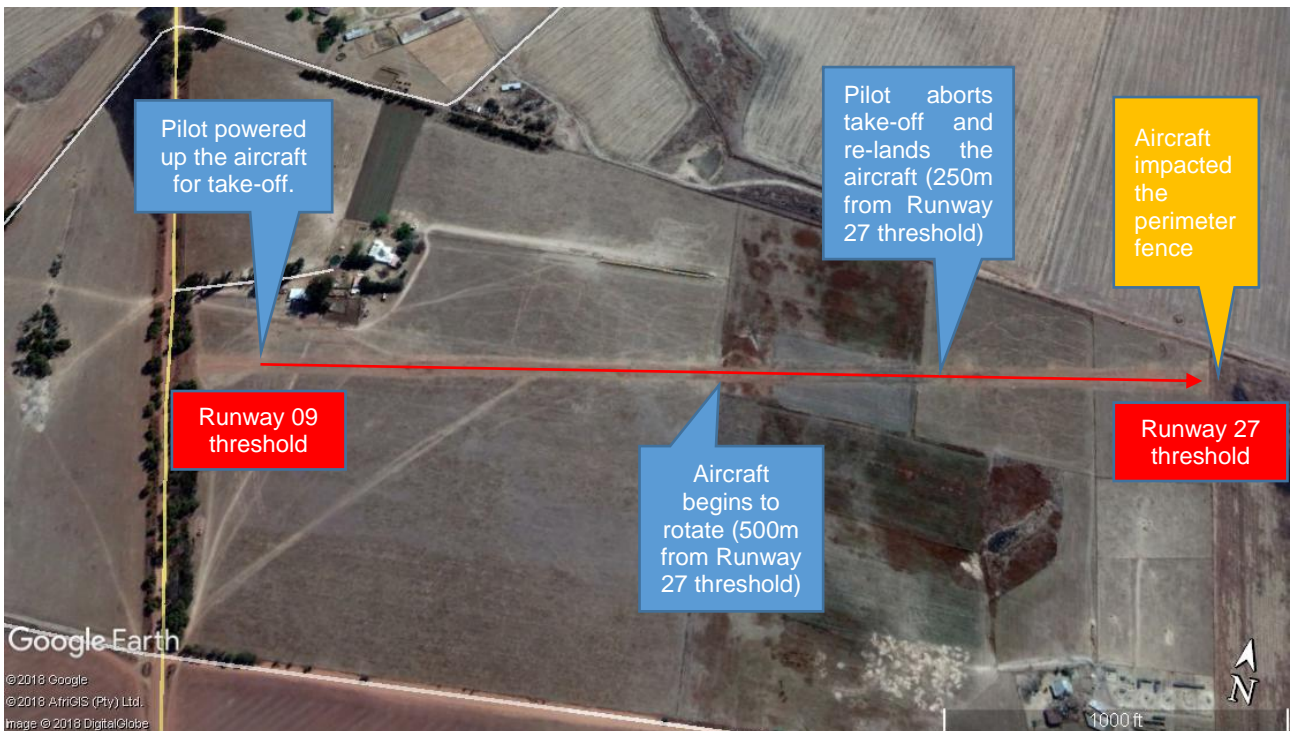 Pilot powered
up the aircraft
for take-off.
Pilot aborts
take-off and
re-lands the
aircraft (250m
from Runway
27 threshold)
Aircraft
impacted
the
perimeter
fence
Runway 09
threshold
Runway 27
threshold
Aircraft
begins to
rotate (500m
from Runway
27 threshold)
Google Earth
©2018 Google
©2018 AfriGIS (Pty) Ltd.
Image © 2018 DigitalGlobe
1000 ft
N